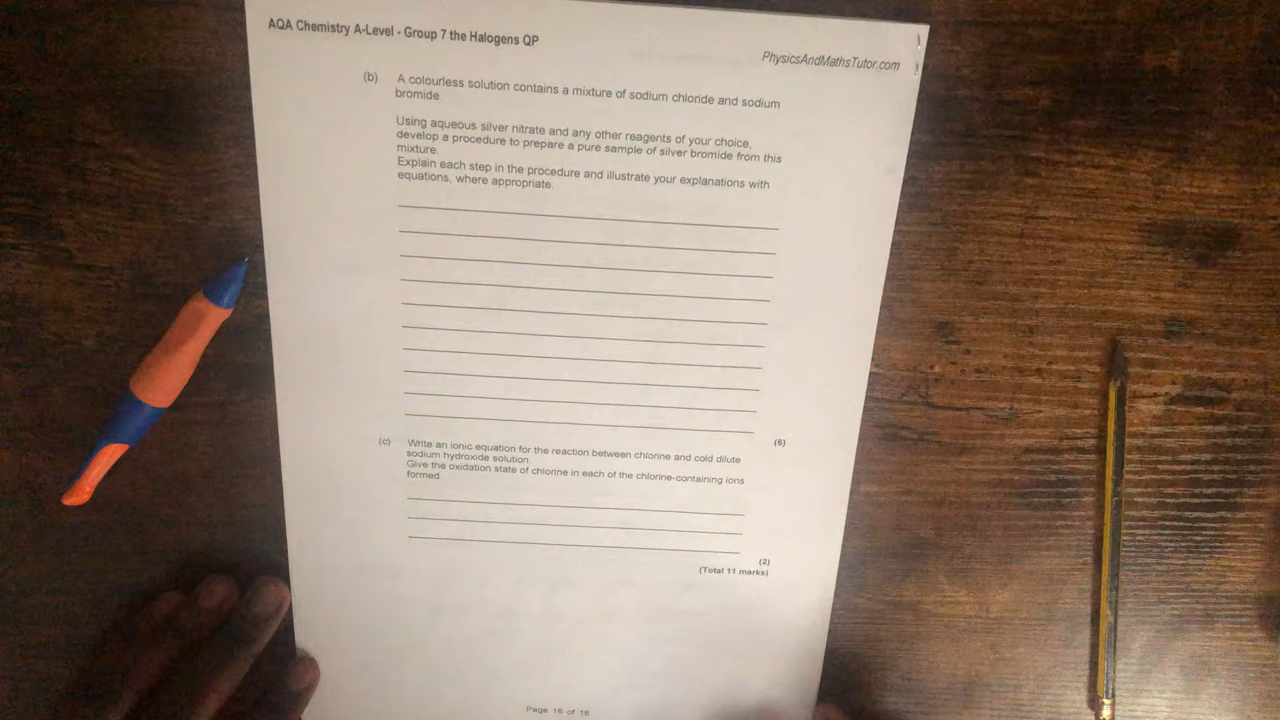 AQA Chemistry A-Level - Group 7 the Halogens QP
PhysicsAndMathsTutor.com
(b) A colourless solution contains a mixture of sodium chloride and sodium
bromide.
Using aqueous silver nitrate and any other reagents of your choice,
develop a procedure to prepare a pure sample of silver bromide from this
mixture.
Explain each step in the procedure and illustrate your explanations with
equations, where appropriate.
(6)
(c) Write an ionic equation for the reaction between chlorine and cold dilute
sodium hydroxide solution.
Give the oxidation state of chlorine in each of the chlorine-containing ions
formed.
(2)
(Total 11 marks)
Page 16 of 18